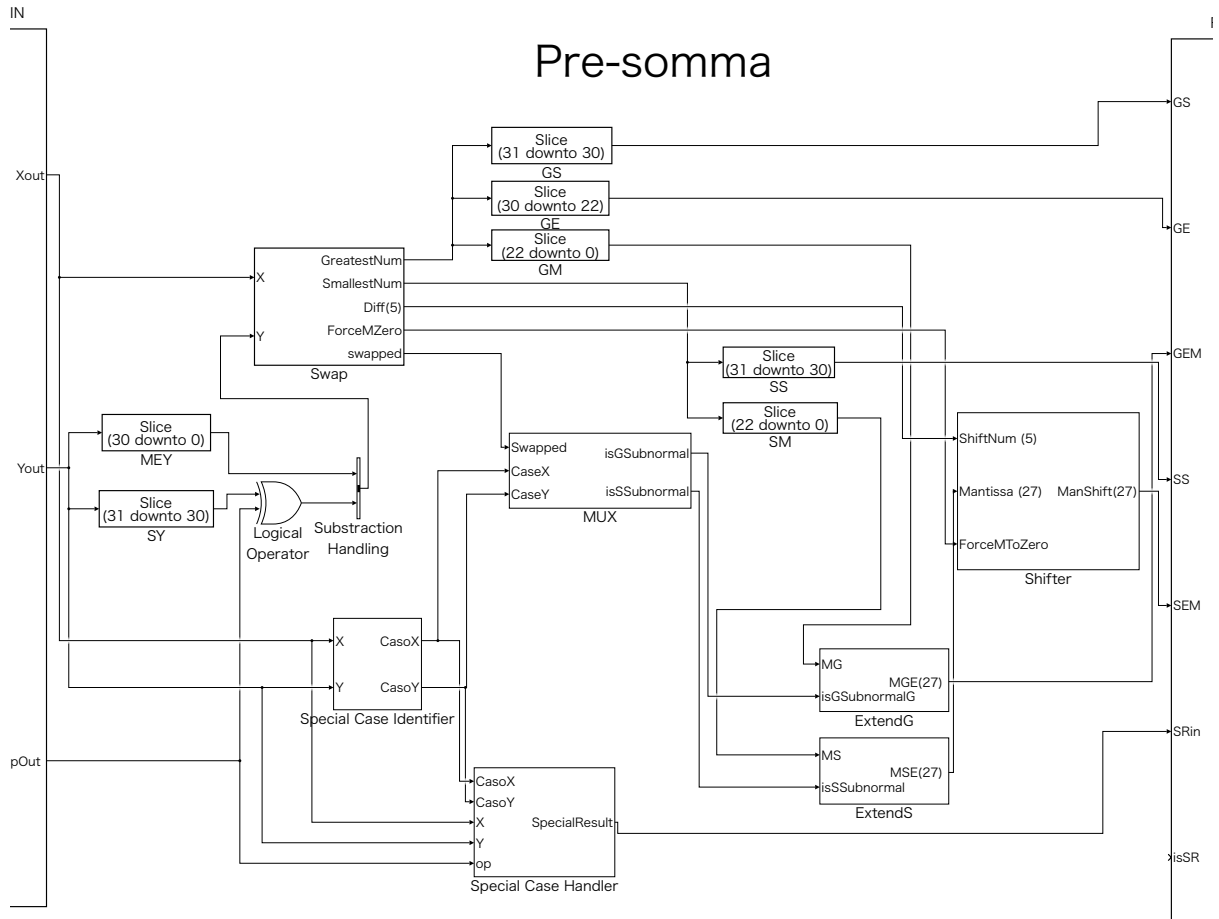 IN
Pre-somma
GS
Slice
(31 downto 30)
GS
Xout
Slice
(30 downto 22)
GE
GE
Slice
(22 downto 0)
GM
GreatestNum
X
SmallestNum
Diff(5)
ForceMZero
Y
swapped
Swap
Slice
(31 downto 30)
SS
GEM
Slice
(30 downto 0)
MEY
Slice
(22 downto 0)
SM
Yout
Swapped
isGSubnormal
CaseX
CaseY
isSSubnormal
MUX
ShiftNum (5)
Mantissa (27)
ManShift(27)
ForceMToZero
Shifter
SS
Slice
(31 downto 30)
SY
Logical
Operator
Substraction
Handling
SEM
X
CasoX
Y
CasoY
Special Case Identifier
MG
MGE(27)
isGSubnormalG
ExtendG
SRin
pOut
MS
MSE(27)
isSSubnormal
ExtendS
CasoX
CasoY
X
SpecialResult
Y
op
Special Case Handler
isSR